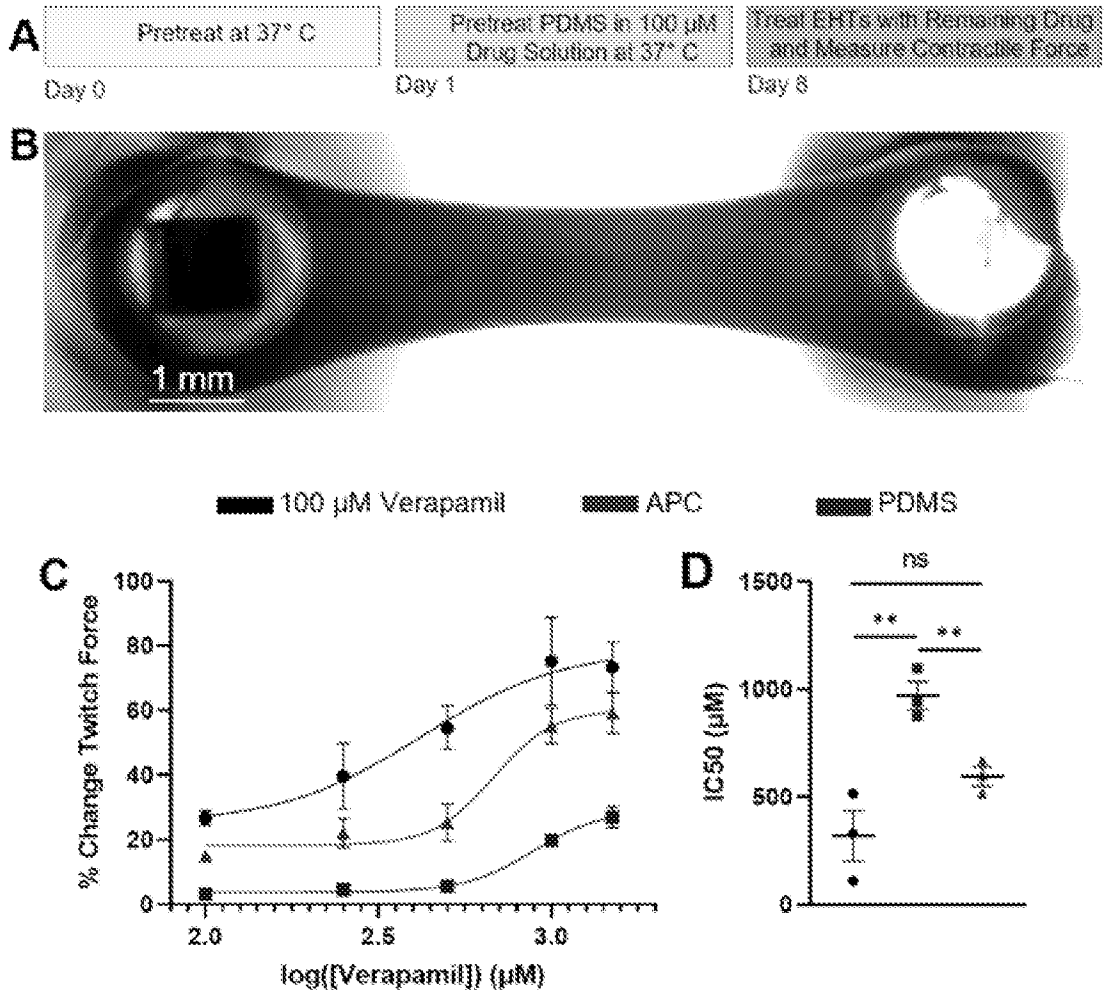 A
Pretreat at 37° C
Pretreat PDMS in 100 µM
Drug Solution at 37° C
Treat EHTs with Remaining Drug
and Measure Contractile Force
Day 0
Day 1
Day 8
B
1 mm
100 µM Verapamil
APC
PDMS
C
% Change Twitch Force
100
80
60
40
20
0
2.0
2.5
3.0
log([Verapamil]) (µM)
D
IC50 (µM)
1500
1000
500
0
ns
**
**